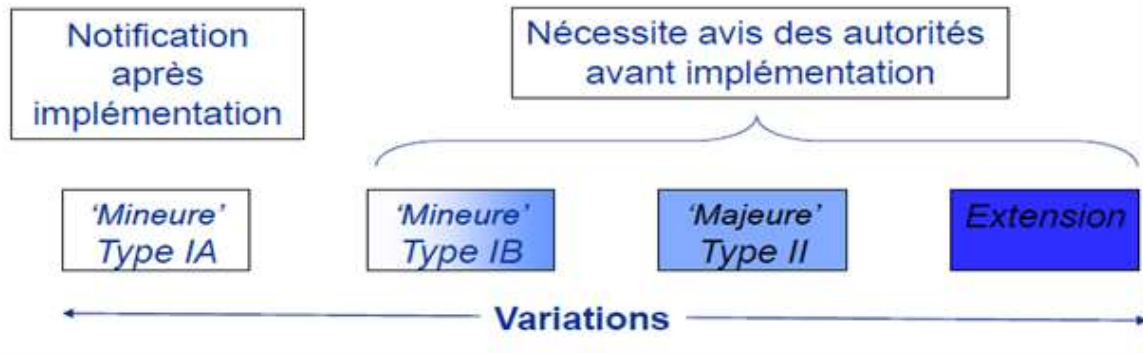 Notification
après
implémentation
Nécessite avis des autorités
avant implémentation
‘Mineure’
Type IA
‘Mineure’
Type IB
‘Majeure’
Type II
Extension
Variations